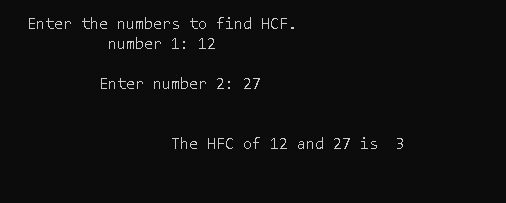 Enter the numbers to find HCF.
number 1: 12
Enter number 2: 27
The HFC of 12 and 27 is  3